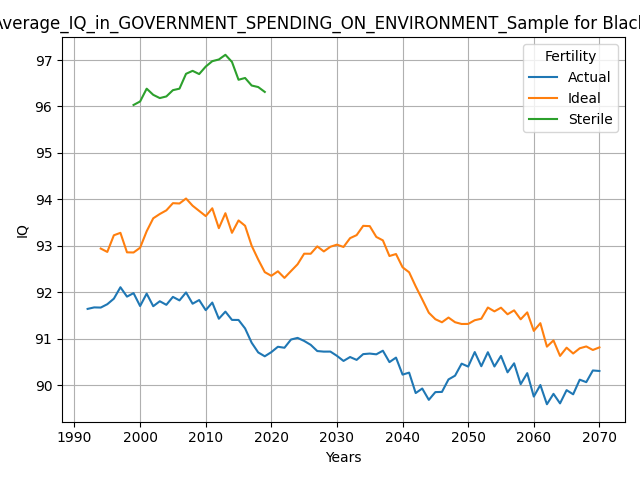 Average_IQ_in_GOVERNMENT_SPENDING_ON_ENVIRONMENT_Sample for Black
Fertility
Actual
Ideal
Sterile
97
96
95
94
93
92
91
90
IQ
1990 2000 2010 2020 2030 2040 2050 2060 2070
Years